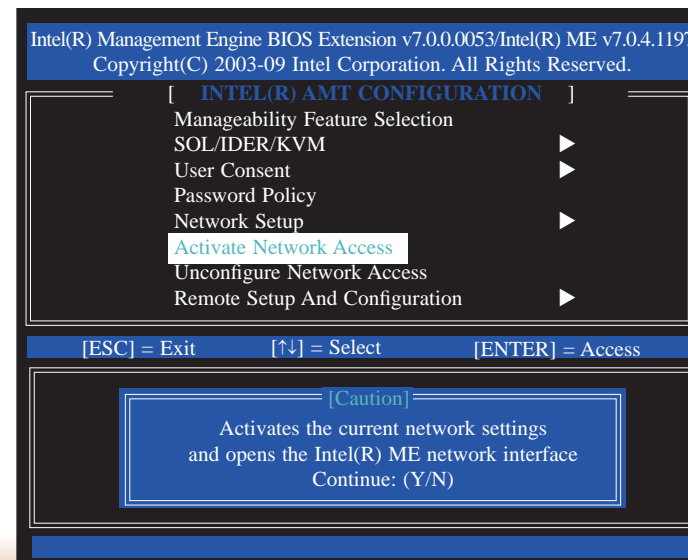 Intel(R) Management Engine BIOS Extension v7.0.0.0053/Intel(R) ME v7.0.4.1197
Copyright(C) 2003-09 Intel Corporation. All Rights Reserved.
[ INTEL(R) AMT CONFIGURATION ]
Manageability Feature Selection
SOL/IDER/KVM ▶
User Consent ▶
Password Policy
Network Setup ▶
Activate Network Access
Unconfigure Network Access
Remote Setup And Configuration ▶
[ESC] = Exit [↑↓] = Select [ENTER] = Access
[Caution]
Activates the current network settings
and opens the Intel(R) ME network interface
Continue: (Y/N)